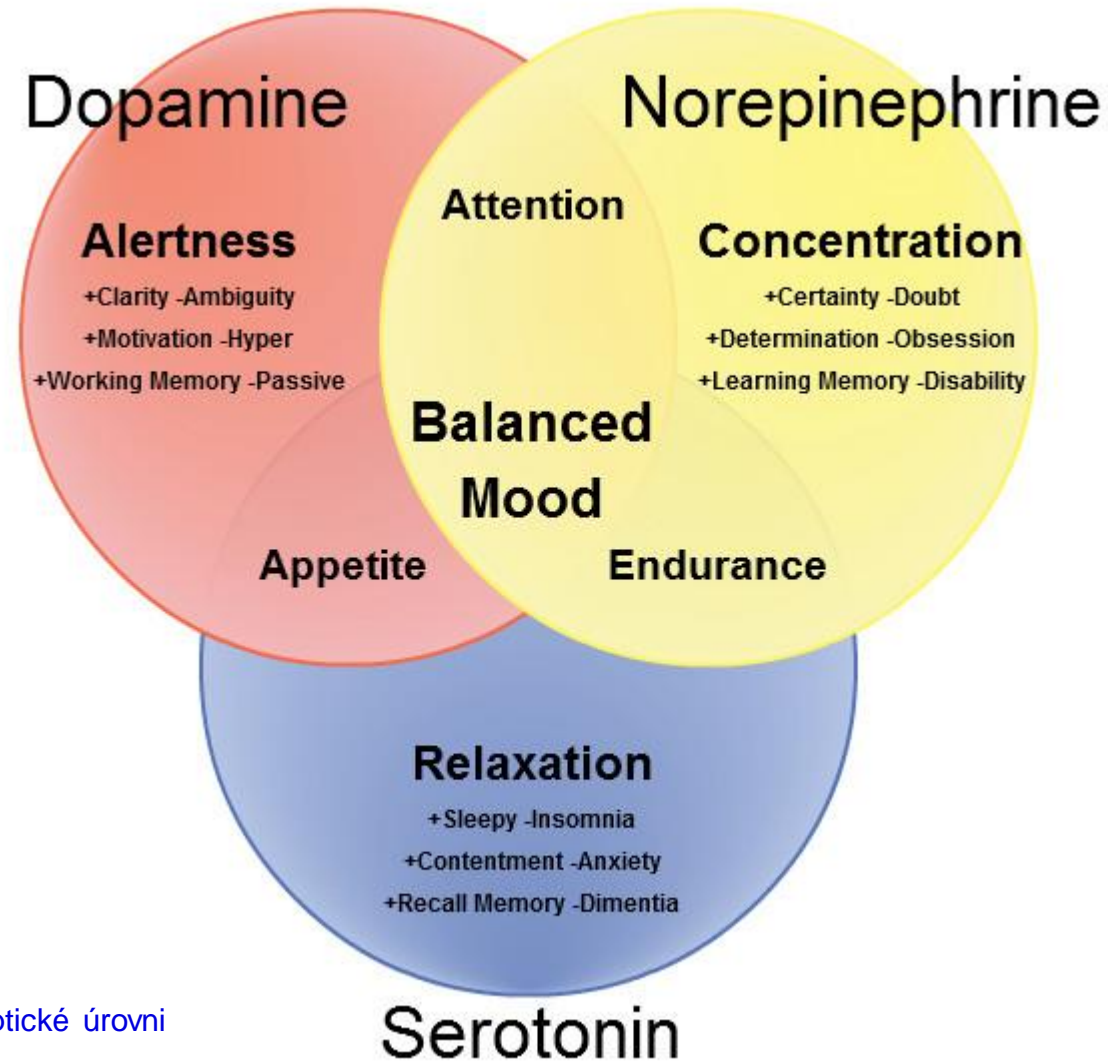 Dopamine
Norepinephrine
Attention
Alertness
+Clarity -Ambiguity
+Motivation -Hyper
+Working Memory -Passive
Concentration
+Certainty -Doubt
+Determination -Obsession
+Learning Memory -Disability
Balanced
Mood
Appetite
Endurance
Relaxation
+Sleepy -Insomnia
+Contentment -Anxiety
+Recall Memory -Dimentia
úrovni
Serotonin